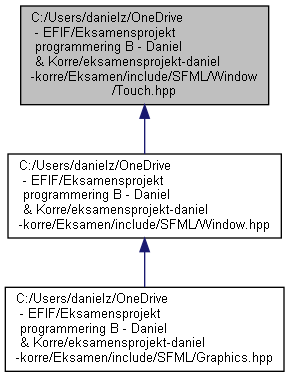 C:/Users/danielz/OneDrive
- EFIF/Eksamensprojekt
programmering B - Daniel
& Korre/eksamensprojekt-daniel
-korre/Eksamen/include/SFML/Window
/Touch.hpp
C:/Users/danielz/OneDrive
- EFIF/Eksamensprojekt
programmering B - Daniel
& Korre/eksamensprojekt-daniel
-korre/Eksamen/include/SFML/Window.hpp
C:/Users/danielz/OneDrive
- EFIF/Eksamensprojekt
programmering B - Daniel
& Korre/eksamensprojekt-daniel
-korre/Eksamen/include/SFML/Graphics.hpp